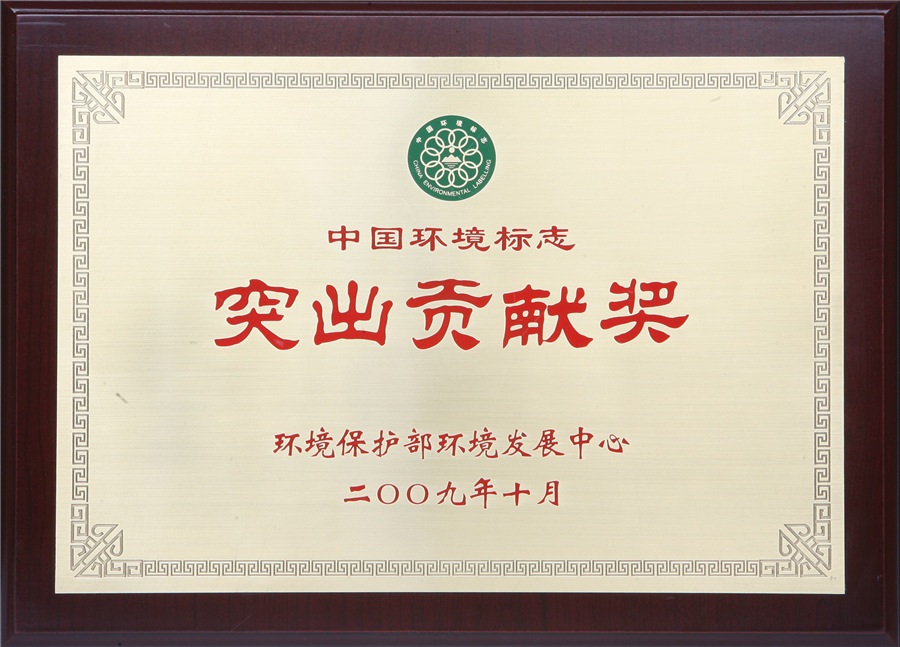 中国环境标志
CHINA ENVIRONMENTAL LABELLING
中国环境标志
突出贡献奖
环境保护部环境发展中心
二〇〇九年十月